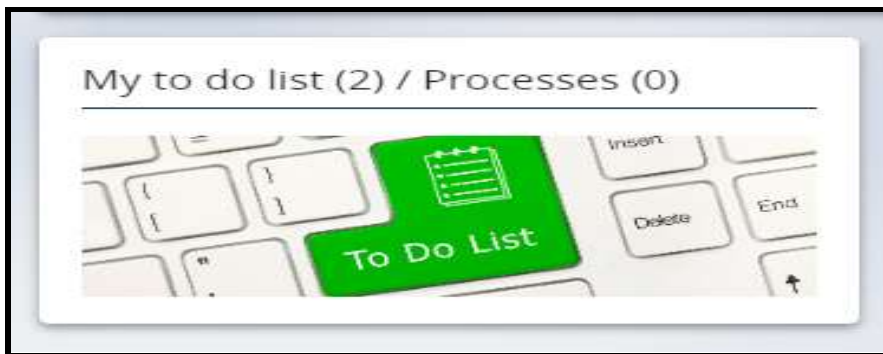 My to do list (2) / Processes (0)
Insert
{ }
[ ]
Delete
End
To Do List
"